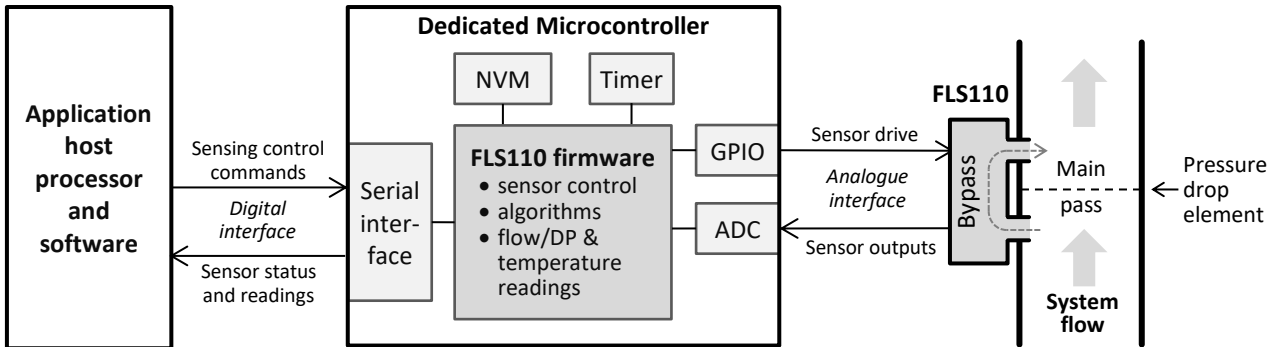 Application
host
processor
and
software
Sensing control
commands
Digital
interface
Sensor status
and readings
Dedicated Microcontroller
NVM
Timer
Serial
inter-
face
FLS110 firmware
• sensor control
• algorithms
• flow/DP &
temperature
readings
GPIO
ADC
Sensor drive
Analogue
interface
Sensor outputs
FLS110
Bypass
Main
pass
System
flow
Pressure
drop
element